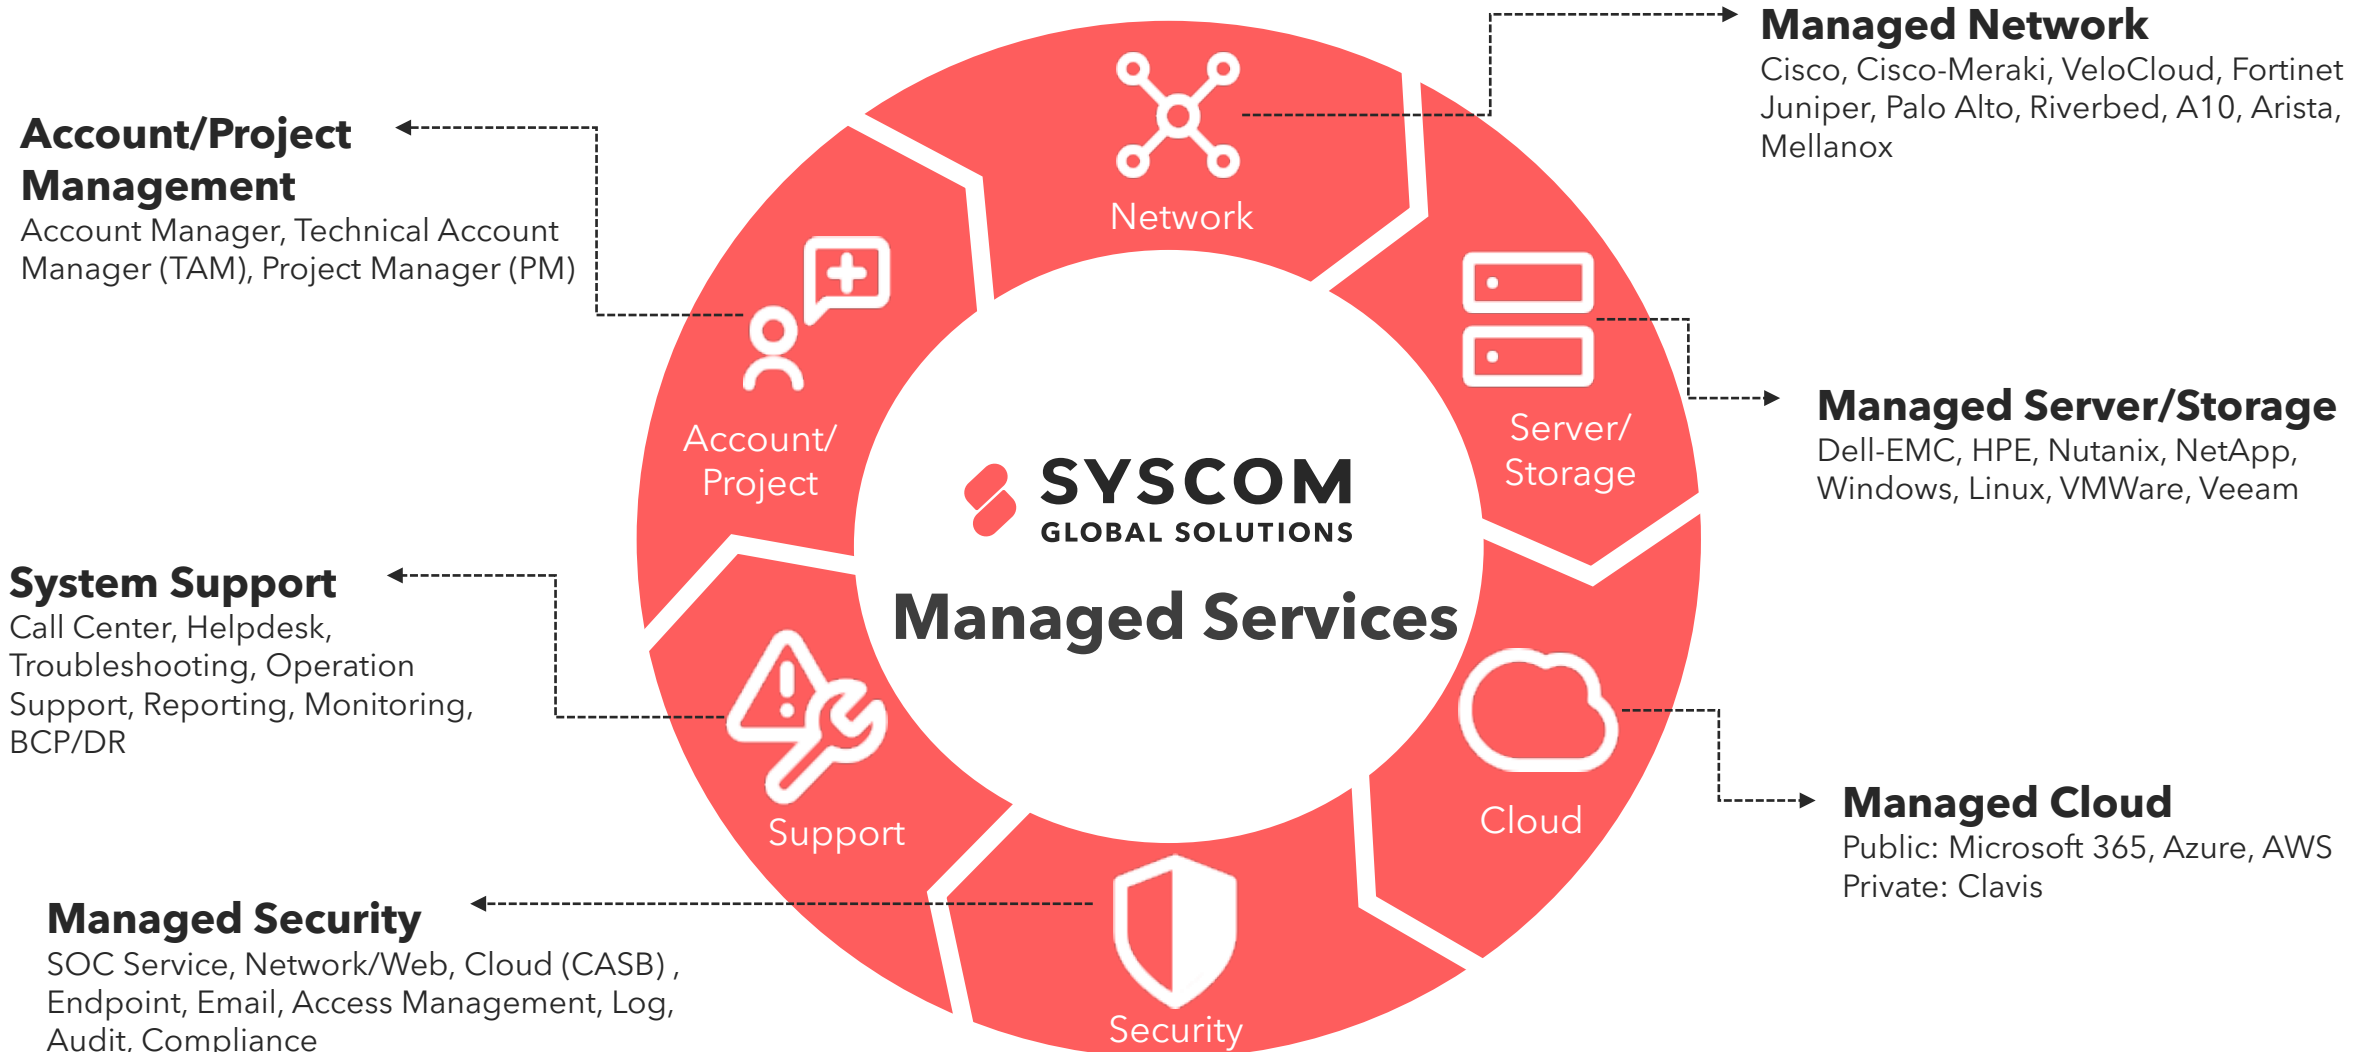 Managed Network
Cisco, Cisco-Meraki, VeloCloud, Fortinet
Juniper, Palo Alto, Riverbed, A10, Arista,
Mellanox
Account/Project
Management
Account Manager, Technical Account
Manager (TAM), Project Manager (PM)
Network
Account/
Project
Server/
Storage
Managed Server/Storage
Dell-EMC, HPE, Nutanix, NetApp,
Windows, Linux, VMWare, Veeam
SYSCOM
GLOBAL SOLUTIONS
Managed Services
System Support
Call Center, Helpdesk,
Troubleshooting, Operation
Support, Reporting, Monitoring,
BCP/DR
Support
Cloud
Managed Cloud
Public: Microsoft 365, Azure, AWS
Private: Clavis
Managed Security
SOC Service, Network/Web, Cloud (CASB) ,
Endpoint, Email, Access Management, Log,
Audit, Compliance
Security